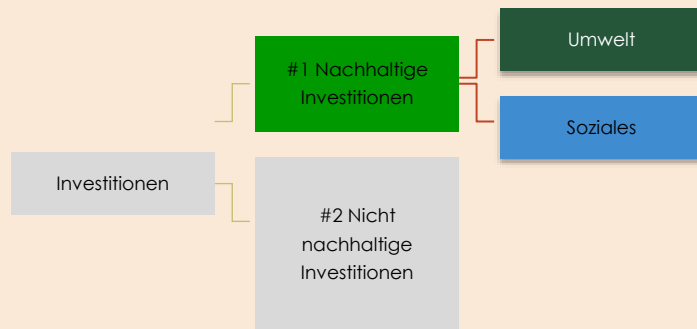 Investitionen
#1 Nachhaltige
Investitionen
Umwelt
Soziales
#2 Nicht
nachhaltige
Investitionen